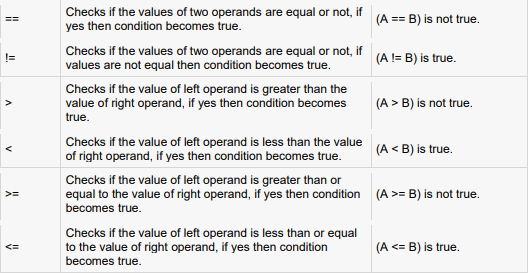 == Checks if the values of two operands are equal or not, if (A == B) is not true.
yes then condition becomes true.
!= Checks if the values of two operands are equal or not, if (A != B) is true.
values are not equal then condition becomes true.
Checks if the value of left operand is greater than the
> value of right operand, if yes then condition becomes (A > B) is not true.
true.
< Checks if the value of left operand is less than the value (A < B) is true.
of right operand, if yes then condition becomes true.
Checks if the value of left operand is greater than or
>= equal to the value of right operand, if yes then condition (A >= B) is not true.
becomes true.
Checks if the value of left operand is less than or equal
<= to the value of right operand, if yes then condition (A <= B) is true.
becomes true.